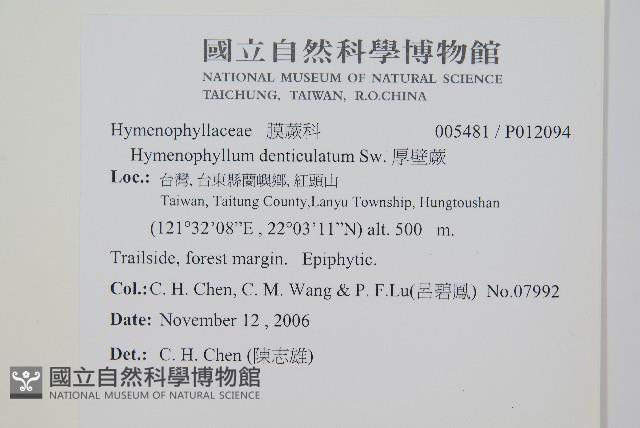 國立自然科學博物館
NATIONAL MUSEUM OF NATURAL SCIENCE
TAICHUNG, TAIWAN, R.O.CHINA
Hymenophyllaceae 膜蕨科 005481 / P012094
Hymenophyllum denticulatum Sw. 厚壁蕨
Loc.: 台灣, 台東縣蘭嶼鄉, 紅頭山
Taiwan, Taitung County,Lanyu Township, Hungtoushan
(121°32’08”E , 22°03’11”N) alt. 500 m.
Trailside, forest margin. Epiphytic.
Col.: C. H. Chen, C. M. Wang & P. F.Lu(呂碧鳳) No.07992
Date: November 12 , 2006
Det.: C. H. Chen (陳志雄)
國立自然科學博物館
NATIONAL MUSEUM OF NATURAL SCIENCE